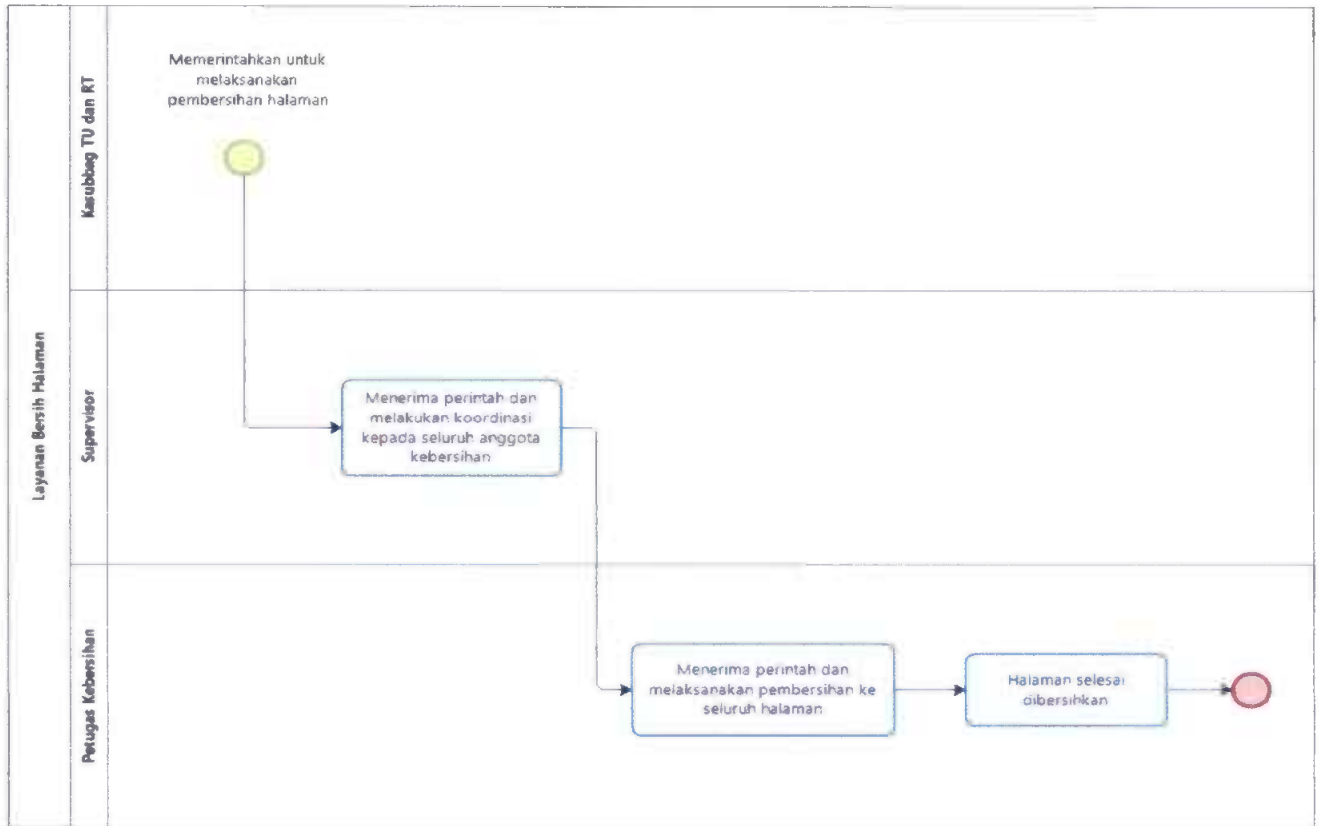 Layanan Bersih Halaman
Kasubbag TU dan RT
Memerintahkan untuk
melaksanakan
pembersihan halaman
Supervisor
Menerima perintah dan
melakukan koordinasi
kepada seluruh anggota
kebersihan
Petugas Kebersihan
Menerima perintah dan
melaksanakan pembersihan ke
seluruh halaman
Halaman selesai
dibersihkan